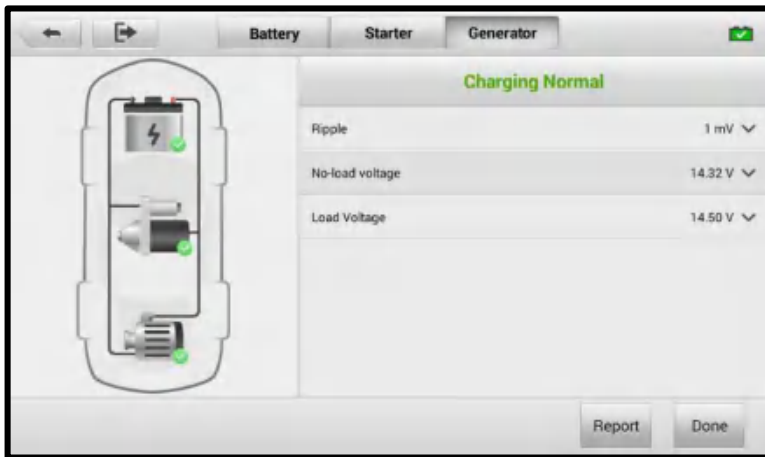 Battery Starter Generator
Charging Normal
Ripple 1 mV
No-load voltage 14.32 V
Load Voltage 14.50 V
Report Done